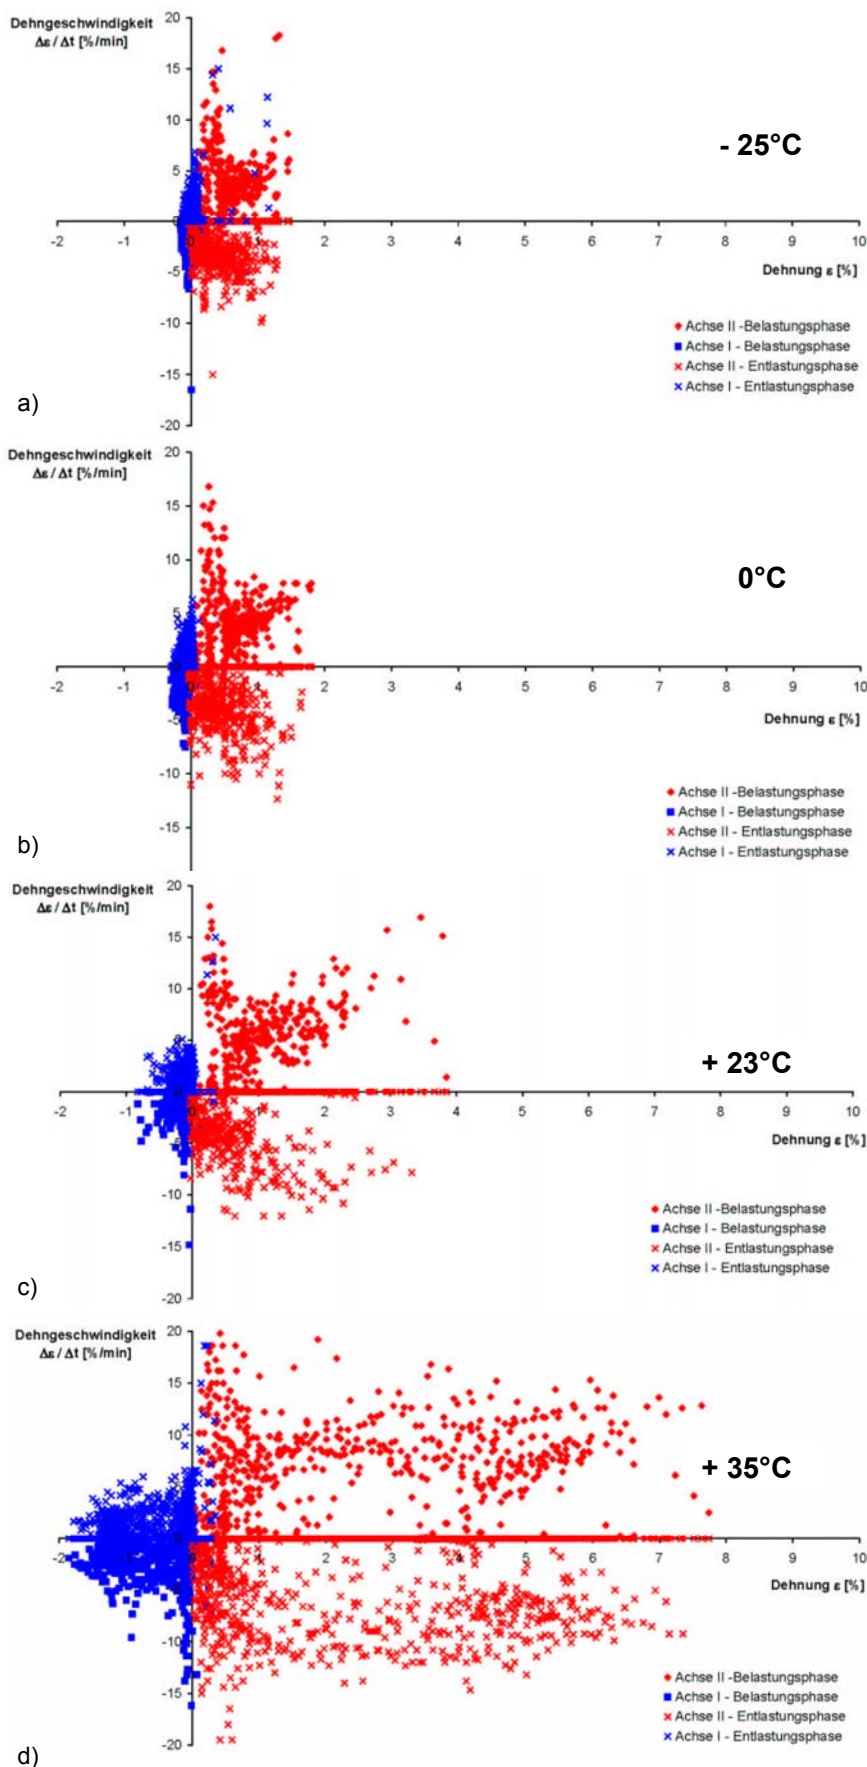 Dehngeschwindigkeit
Δε / Δt [%/min]
20
15
10
5
0
-5
-10
-15
-20
-2 -1 0 1 2 3 4 5 6 7 8 9 10
- 25°C
Dehnung ε [%]
Achse II -Belastungsphase
Achse I - Belastungsphase
Achse II - Entlastungsphase
Achse I - Entlastungsphase
a)
Dehngeschwindigkeit
Δε / Δt [%/min]
20
15
10
5
0
-5
-10
-15
-2 -1 0 1 2 3 4 5 6 7 8 9 10
0°C
Dehnung ε [%]
Achse II -Belastungsphase
Achse I - Belastungsphase
Achse II - Entlastungsphase
Achse I - Entlastungsphase
b)
Dehngeschwindigkeit
Δε / Δt [%/min]
20
15
10
5
0
-5
-10
-15
-20
-2 -1 0 1 2 3 4 5 6 7 8 9 10
+ 23°C
Dehnung ε [%]
Achse II -Belastungsphase
Achse I - Belastungsphase
Achse II - Entlastungsphase
Achse I - Entlastungsphase
c)
Dehngeschwindigkeit
Δε / Δt [%/min]
20
15
10
5
0
-5
-10
-15
-20
-2 -1 0 1 2 3 4 5 6 7 8 9 10
+ 35°C
Dehnung ε [%]
Achse II -Belastungsphase
Achse I - Belastungsphase
Achse II - Entlastungsphase
Achse I - Entlastungsphase
d)